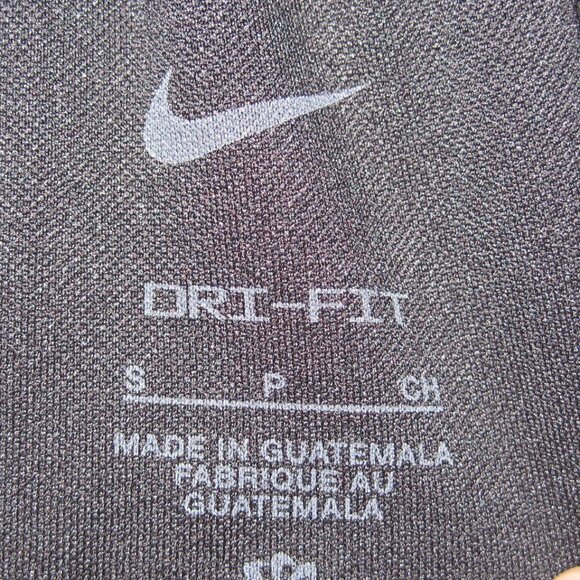 DRI-FIT
S P CH
MADE IN GUATEMALA
FABRIQUE AU
GUATEMALA